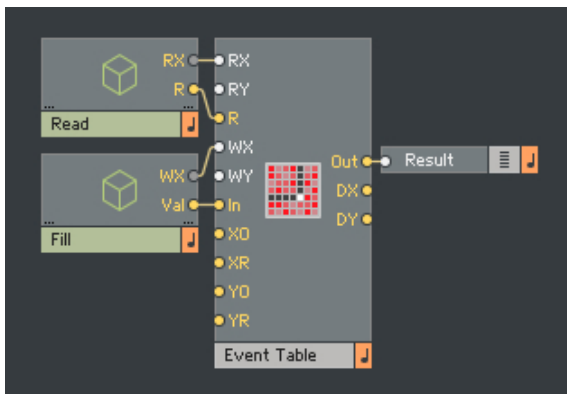 RX
R
...
...
Read
WX
Val
...
...
Fill
RX
RY
R
WX
WY
In
XO
XR
YO
YR
Out
DX
DY
Event Table
Result